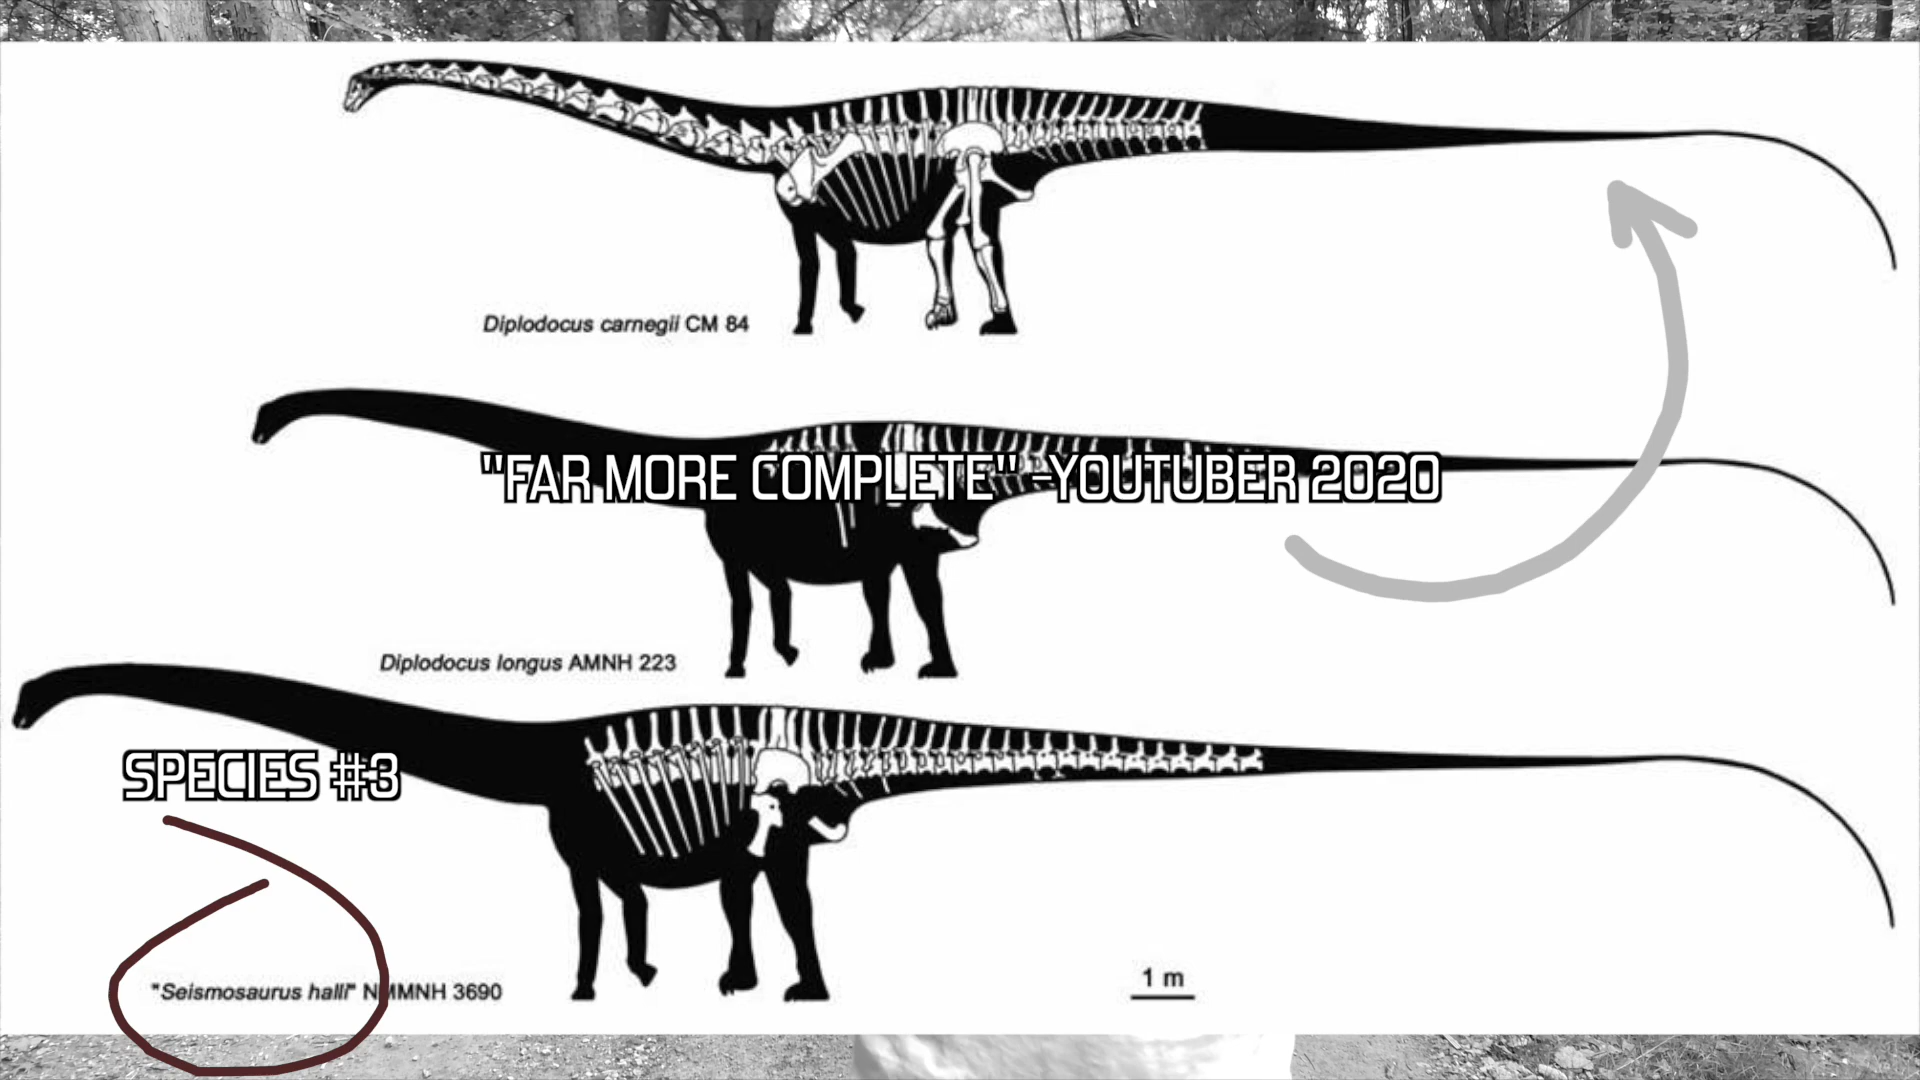 Diplodocus carnegii CM 84
"FAR MORE COMPLETE" -YOUTUBER 2020
Diplodocus longus AMNH 223
SPECIES #3
"Seismosaurus halli" NMMNH 3690
1 m